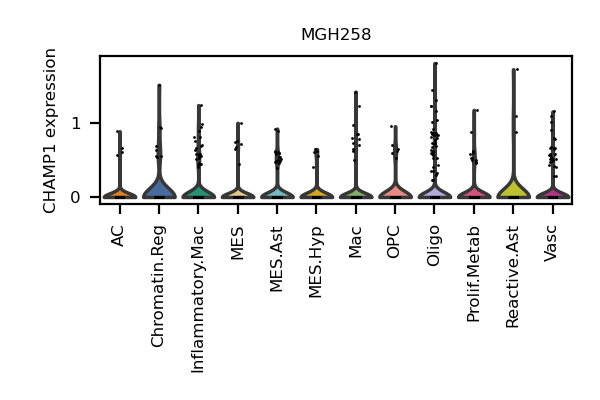 MGH258
CHAMP1 expression
1
0
AC
Chromatin.Reg
Inflammatory.Mac
MES
MES.Ast
MES.Hyp
Mac
OPC
Oligo
Prolif.Metab
Reactive.Ast
Vasc